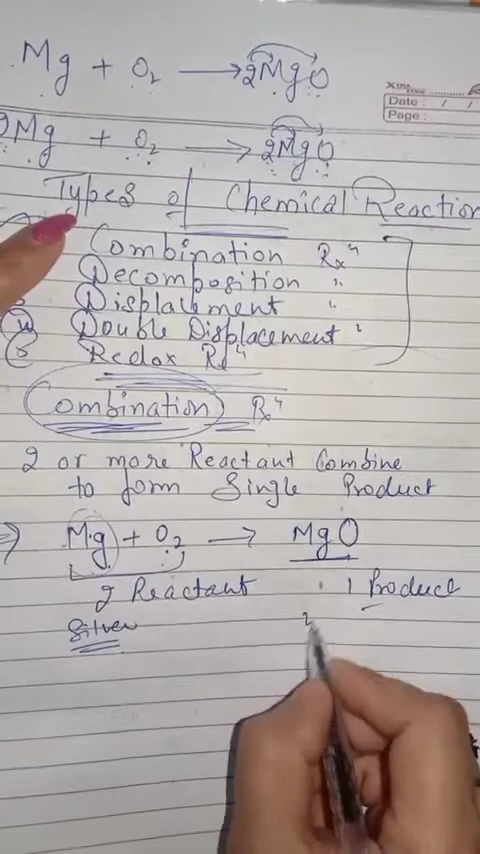 Mg + O2 → 2MgO
Date : / /
Page :
2Mg + O2 → 2MgO
Types of Chemical Reaction
Combination Rxⁿ
Decomposition "
Displacment "
Double Displacement "
5 Redox Rxⁿ
Combination Rxⁿ
2 or more Reactant Combine
to form Single Product
⇒ Mg + O2 → MgO
2 Reactant 1 Product
Silver